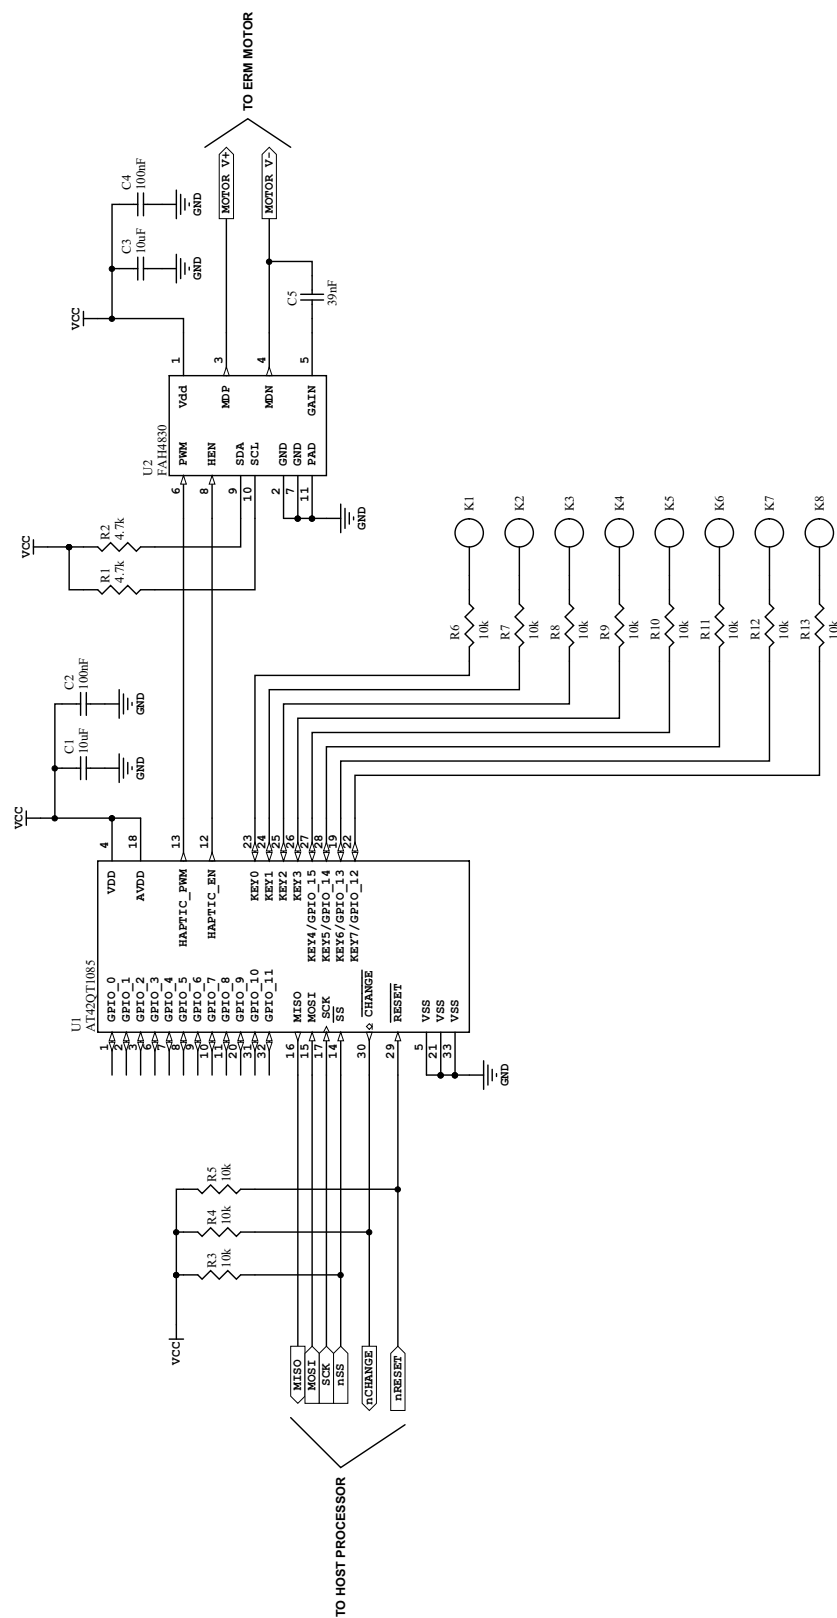 TO HOST PROCESSOR
MISO
MOSI
SCK
nSS
nCHANGE
nRESET
VCC
R3
10k
R4
10k
R5
10k
U1
AT42QT1085
1
GPIO_0
2
GPIO_1
3
GPIO_2
6
GPIO_3
7
GPIO_4
8
GPIO_5
9
GPIO_6
10
GPIO_7
11
GPIO_8
20
GPIO_9
31
GPIO_10
32
GPIO_11
16
MISO
15
MOSI
17
SCK
14
SS
30
CHANGE
29
RESET
5
VSS
21
VSS
33
VSS
GND
VDD
4
AVDD
18
HAPTIC_PWM
13
HAPTIC_EN
12
KEY0
23
KEY1
24
KEY2
25
KEY3
26
KEY4/GPIO_15
27
KEY5/GPIO_14
28
KEY6/GPIO_13
19
KEY7/GPIO_12
22
VCC
C1
10uF
GND
C2
100nF
GND
VCC
R1
4.7k
R2
4.7k
R6
10k
K1
R7
10k
K2
R8
10k
K3
R9
10k
K4
R10
10k
K5
R11
10k
K6
R12
10k
K7
R13
10k
K8
U2
FAH4830
6
PWM
8
HEN
9
SDA
10
SCL
2
GND
7
GND
11
PAD
GND
Vdd
1
MDP
3
MDN
4
GAIN
5
VCC
C3
10uF
GND
C4
100nF
GND
C5
39nF
MOTOR V+
MOTOR V-
TO ERM MOTOR